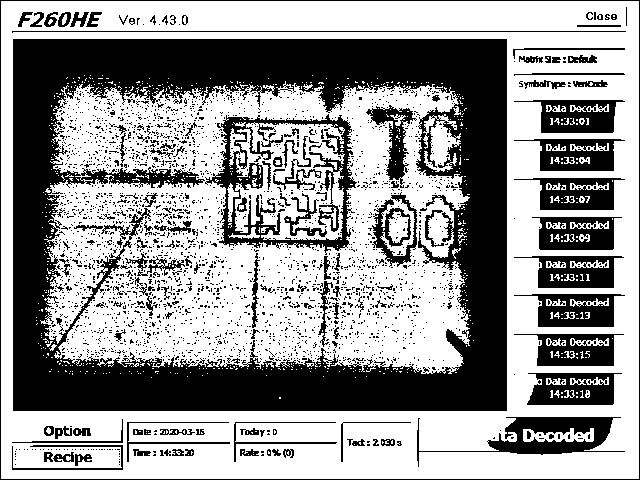 F260HE Ver. 4.43.0
Close
Matrix Size : Default
SymbolType : VeriCode
Data Decoded
14:33:01
Data Decoded
14:33:04
Data Decoded
14:33:07
Data Decoded
14:33:09
Data Decoded
14:33:11
Data Decoded
14:33:13
Data Decoded
14:33:15
Data Decoded
14:33:18
TC
00
Option
Recipe
Date : 2020-03-15
Time : 14:33:20
Today : 0
Rate : 0% (0)
Tact : 2.030 s
Data Decoded